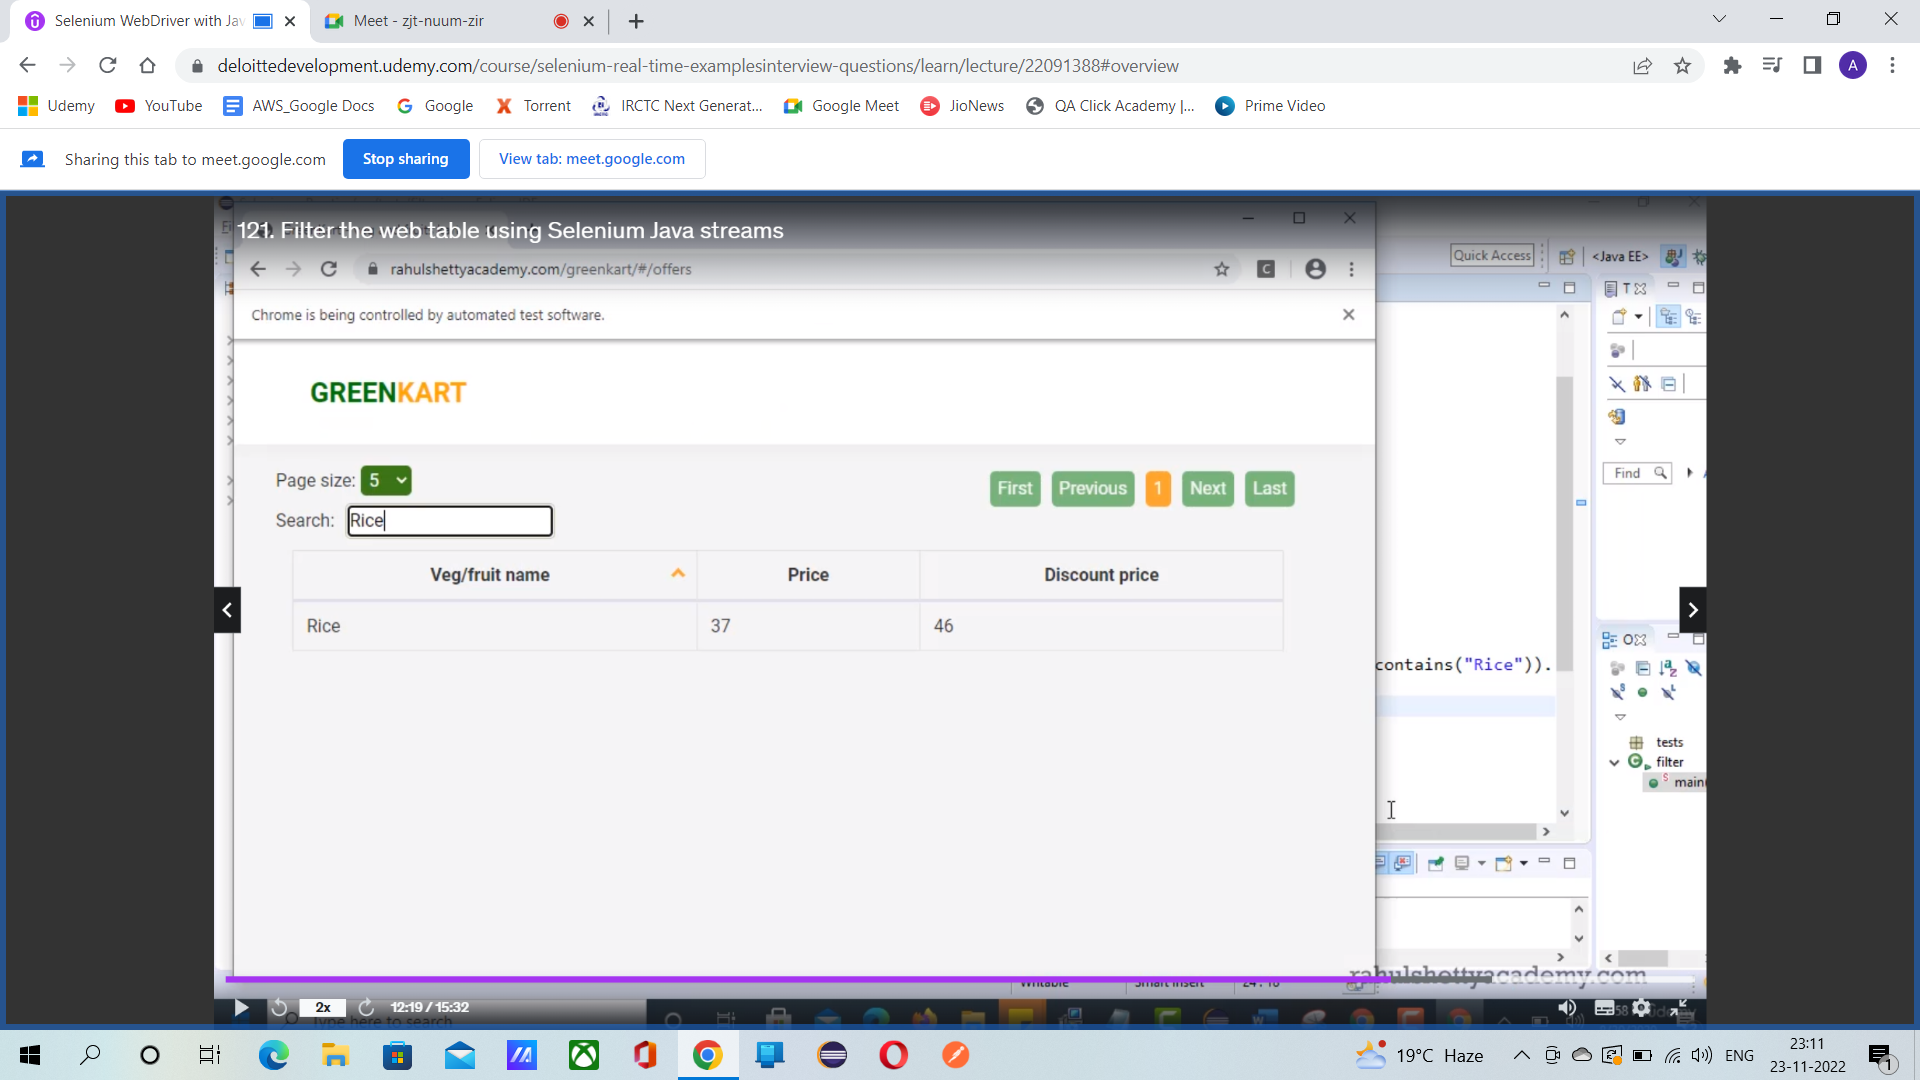 Selenium WebDriver with Jav
Meet - zjt-nuum-zir
deloittedevelopment.udemy.com/course/selenium-real-time-examplesinterview-questions/learn/lecture/22091388#overview
A
Udemy
YouTube
AWS_Google Docs
Google
Torrent
IRCTC Next Generat...
Google Meet
JioNews
QA Click Academy |...
Prime Video
Sharing this tab to meet.google.com
Stop sharing
View tab: meet.google.com
121. Filter the web table using Selenium Java streams
rahulshettyacademy.com/greenkart/#/offers
Quick Access
<Java EE>
Chrome is being controlled by automated test software.
GREENKART
Page size: 5
First Previous 1 Next Last
Search: Rice
Find
Veg/fruit name Price Discount price
Rice 37 46
contains("Rice")).
tests
filter
main(
rahulshettyacademy.com
Writable
Smart Insert
2x
12:19 / 15:32
Type here to search
19°C Haze
ENG
23:11
23-11-2022
1